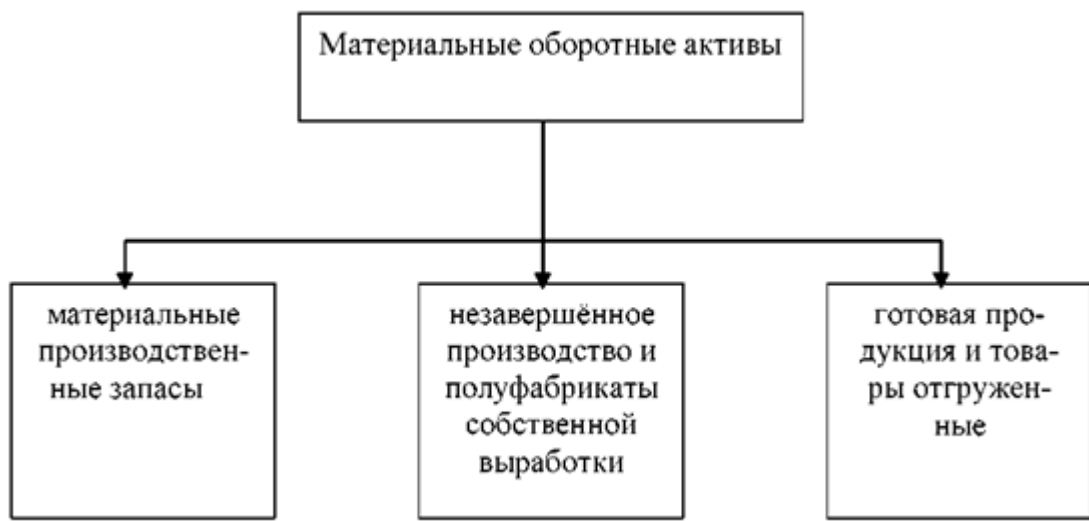 Материальные оборотные активы
материальные
производствен-
ные запасы
незавершённое
производство и
полуфабрикаты
собственной
выработки
готовая про-
дукция и това-
ры отгружен-
ные